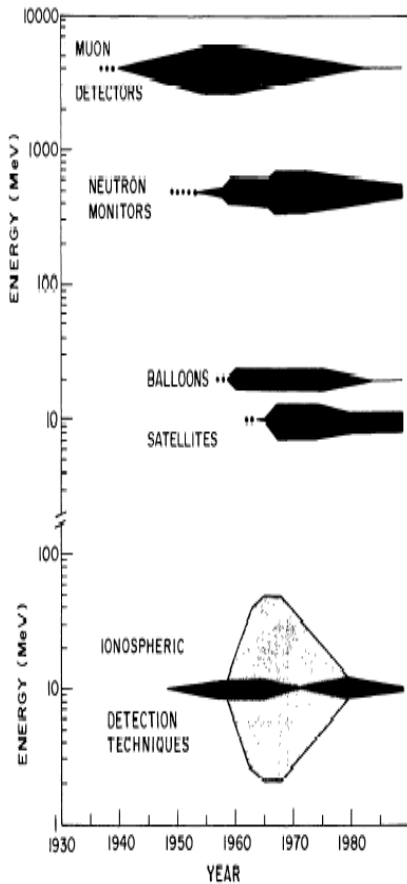 10000
MUON
DETECTORS
1000
NEUTRON
MONITORS
ENERGY (MeV)
100
BALLOONS
10
SATELLITES
100
IONOSPHERIC
ENERGY (MeV)
10
DETECTION
TECHNIQUES
1
1930 1940 1950 1960 1970 1980
YEAR